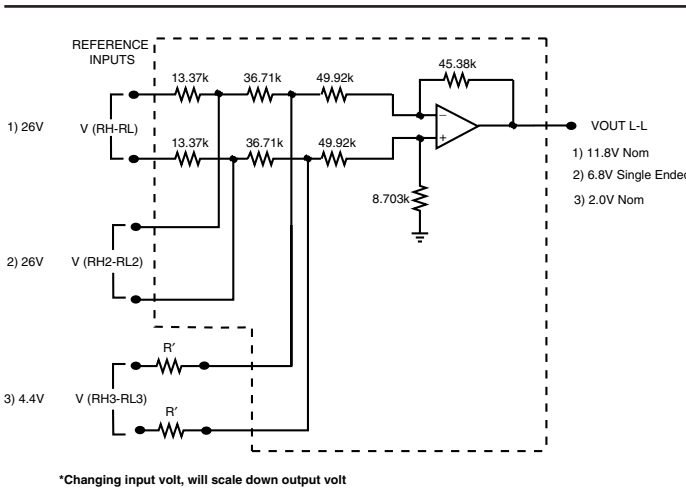 REFERENCE
INPUTS
13.37k
36.71k
49.92k
45.38k
1) 26V
V (RH-RL)
–
+
VOUT L-L
13.37k
36.71k
49.92k
1) 11.8V Nom
2) 6.8V Single Ended
3) 2.0V Nom
8.703k
2) 26V
V (RH2-RL2)
R′
3) 4.4V
V (RH3-RL3)
R′
*Changing input volt, will scale down output volt